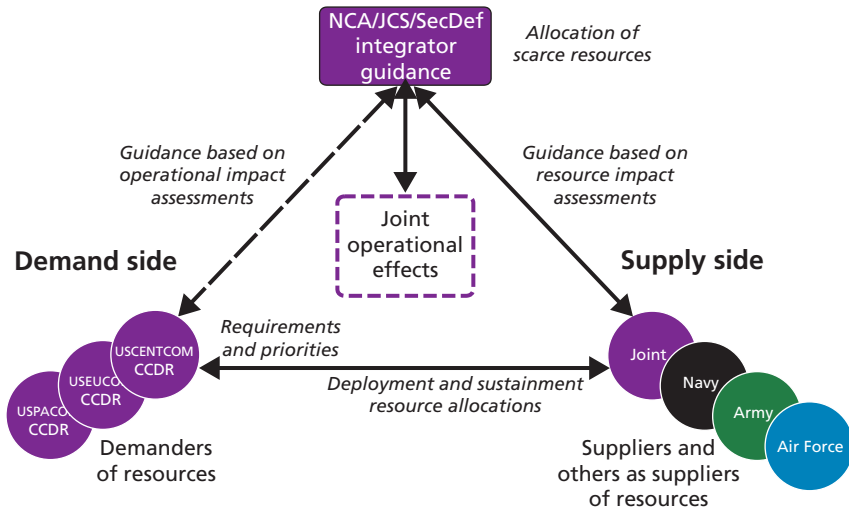 NCA/JCS/SecDef
integrator
guidance
Allocation of
scarce resources
Guidance based on
operational impact
assessments
Guidance based on
resource impact
assessments
Joint
operational
effects
Demand side
Supply side
USCENTCOM
CCDR
USEUCO
CCDR
USPACO
CCDR
Requirements
and priorities
Deployment and sustainment
resource allocations
Joint
Navy
Army
Air Force
Demanders
of resources
Suppliers and
others as suppliers
of resources